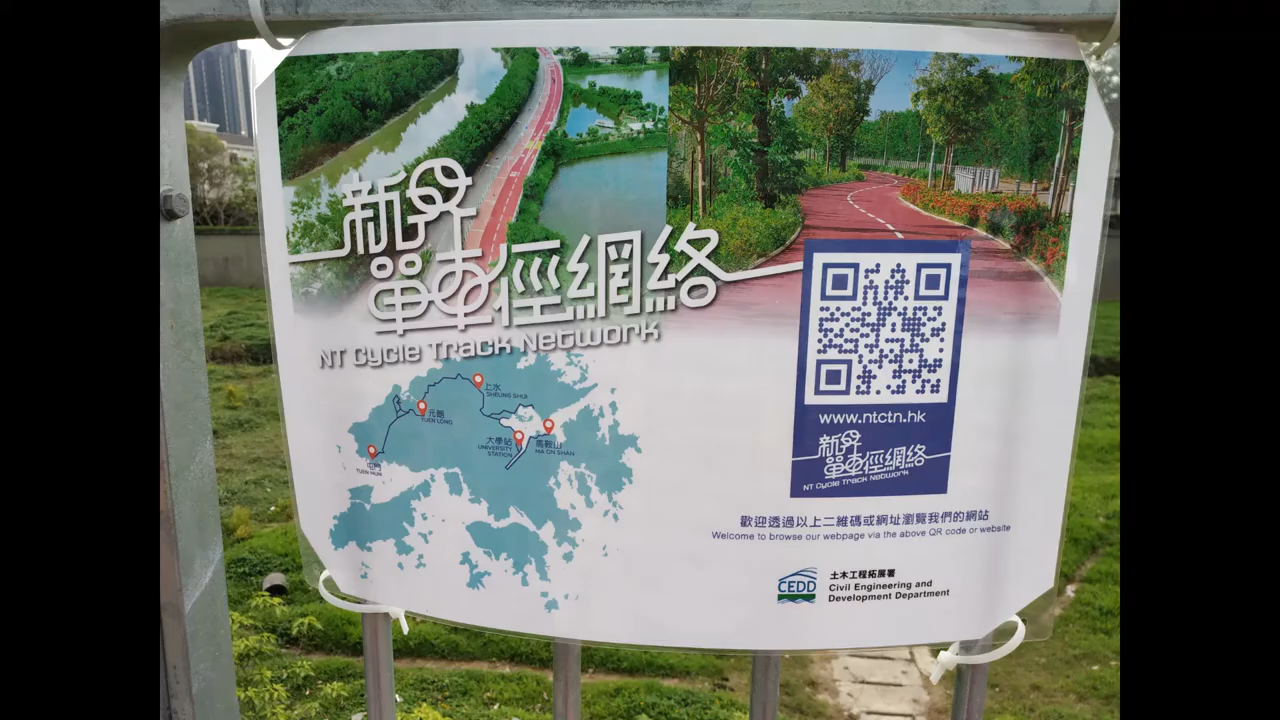 新界
單車徑網絡
NT Cycle Track Network
上水
SHEUNG SHUI
元朗
YUEN LONG
大學站
UNIVERSITY
STATION
馬鞍山
MA ON SHAN
屯門
TUEN MUN
www.ntctn.hk
新界
單車徑網絡
NT Cycle Track Network
歡迎透過以上二維碼或網址瀏覽我們的網站
Welcome to browse our webpage via the above QR code or website
CEDD
土木工程拓展署
Civil Engineering and
Development Department